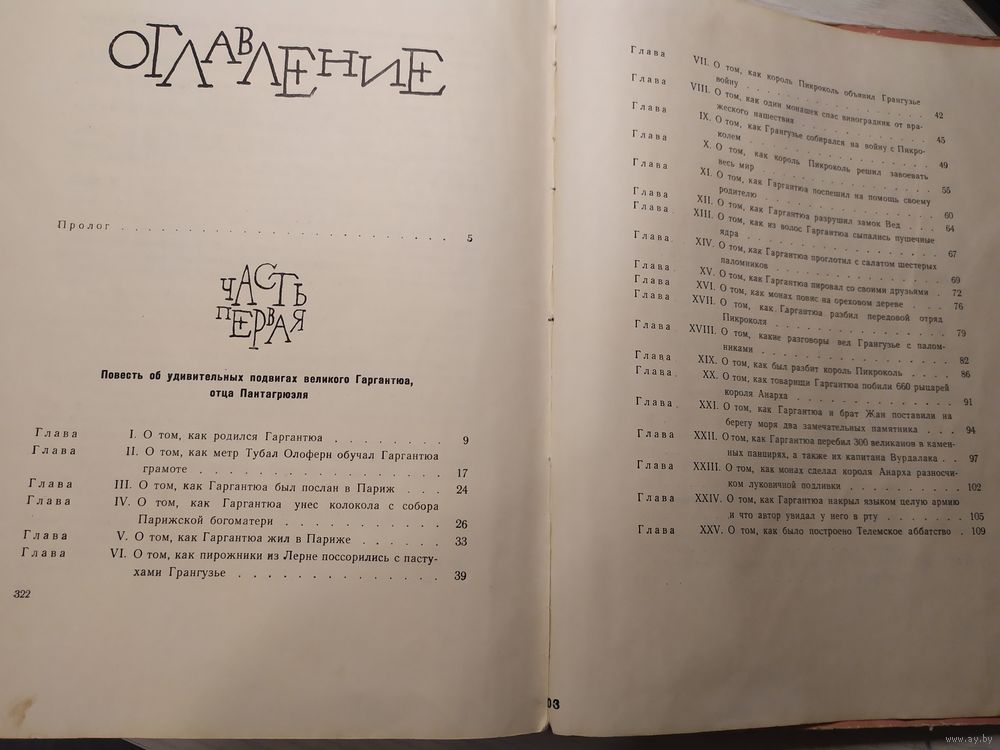 ОГЛАВЛЕНИЕ
Пролог . . . . . . . . . . . . . . . . . . . . . . . . 5
ЧАСТЬ
ПЕРВАЯ
Повесть об удивительных подвигах великого Гаргантюа,
отца Пантагрюэля
Глава I. О том, как родился Гаргантюа . . . . . . . 9
Глава II. О том, как метр Тубал Олоферн обучал Гаргантюа
грамоте . . . . . . . . . . . . . . . 17
Глава III. О том, как Гаргантюа был послан в Париж . . . 24
Глава IV. О том, как Гаргантюа унес колокола с собора
Парижской богоматери . . . . . . . . . . 26
Глава V. О том, как Гаргантюа жил в Париже . . . . . 33
Глава VI. О том, как пирожники из Лерне поссорились с пасту-
хами Грангузье . . . . . . . . . . . . . 39
322
Глава VII. О том, как король Пикроколь объявил Грангузье
войну . . . . . . . . . . . . . . . 42
Глава VIII. О том, как один монашек спас виноградник от вра-
жеского нашествия . . . . . . . . . . 45
Глава IX. О том, как Грангузье собирался на войну с Пикро-
колем . . . . . . . . . . . . . . . 49
Глава X. О том, как король Пикроколь решил завоевать
весь мир . . . . . . . . . . . . . . 55
Глава XI. О том, как Гаргантюа поспешил на помощь своему
родителю . . . . . . . . . . . . . . 60
Глава XII. О том, как Гаргантюа разрушил замок Вед . . . . 64
Глава XIII. О том, как из волос Гаргантюа сыпались пушечные
ядра . . . . . . . . . . . . . . . 67
Глава XIV. О том, как Гаргантюа проглотил с салатом шестерых
паломников . . . . . . . . . . . . . 69
Глава XV. О том, как Гаргантюа пировал со своими друзьями . 72
Глава XVI. О том, как монах повис на ореховом дереве . . . 76
Глава XVII. О том, как Гаргантюа разбил передовой отряд
Пикроколя . . . . . . . . . . . . . . 79
Глава XVIII. О том, какие разговоры вел Грангузье с палом-
никами . . . . . . . . . . . . . . . 82
Глава XIX. О том, как был разбит король Пикроколь . . . . 86
Глава XX. О том, как товарищи Гаргантюа побили 660 рыцарей
короля Анарха . . . . . . . . . . . . 91
Глава XXI. О том, как Гаргантюа и брат Жан поставили на
берегу моря два замечательных памятника . . . 94
Глава XXII. О том, как Гаргантюа перебил 300 великанов в камен-
ных панцирях, а также их капитана Вурдалака . . 97
Глава XXIII. О том, как монах сделал короля Анарха разносчи-
ком луковичной подливки . . . . . . . . 102
Глава XXIV. О том, как Гаргантюа накрыл языком целую армию
и что автор увидал у него в рту . . . . . . . 105
Глава XXV. О том, как было построено Телемское аббатство . 109
03
www.ay.by